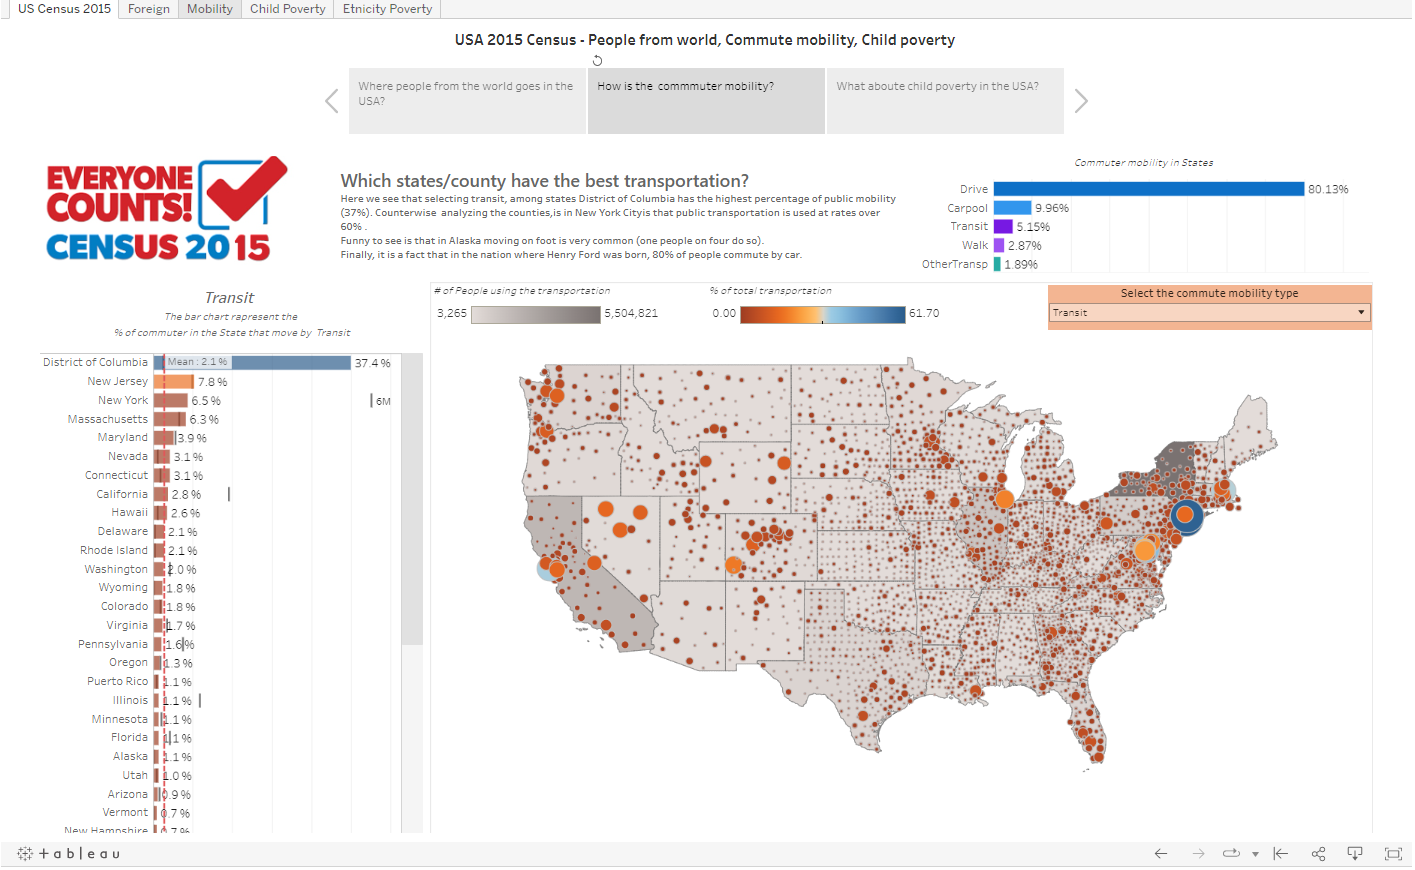 US Census 2015 Foreign Mobility Child Poverty Etnicity Poverty
USA 2015 Census - People from world, Commute mobility, Child poverty
Where people from the world goes in the
USA?
How is the commmuter mobility?
What aboute child poverty in the USA?
EVERYONE
COUNTS!
CENSUS 2015
Which states/county have the best transportation?
Here we see that selecting transit, among states District of Columbia has the highest percentage of public mobility
(37%). Counterwise analyzing the counties,is in New York Cityis that public transportation is used at rates over
60% .
Funny to see is that in Alaska moving on foot is very common (one people on four do so).
Finally, it is a fact that in the nation where Henry Ford was born, 80% of people commute by car.
Commuter mobility in States
Drive 80.13%
Carpool 9.96%
Transit 5.15%
Walk 2.87%
OtherTransp 1.89%
Transit
The bar chart rapresent the
% of commuter in the State that move by Transit
# of People using the transportation
3,265 5,504,821
% of total transportation
0.00 61.70
Select the commute mobility type
Transit
District of Columbia Mean : 2.1 % 37.4 %
New Jersey 7.8 %
New York 6.5 % 6M
Massachusetts 6.3 %
Maryland 3.9 %
Nevada 3.1 %
Connecticut 3.1 %
California 2.8 %
Hawaii 2.6 %
Delaware 2.1 %
Rhode Island 2.1 %
Washington 2.0 %
Wyoming 1.8 %
Colorado 1.8 %
Virginia 1.7 %
Pennsylvania 1.6 %
Oregon 1.3 %
Puerto Rico 1.1 %
Illinois 1.1 %
Minnesota 1.1 %
Florida 1.1 %
Alaska 1.1 %
Utah 1.0 %
Arizona 0.9 %
Vermont 0.7 %
New Hampshire 0.7 %
+ableau